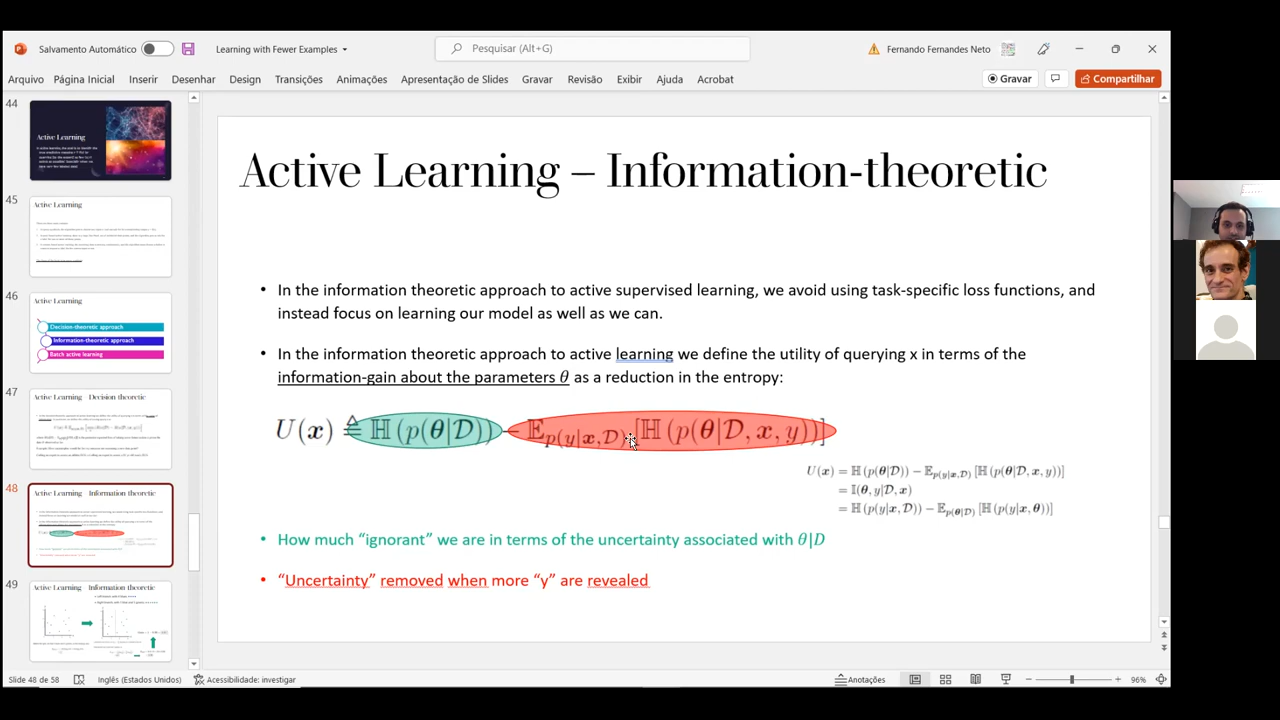 Salvamento Automático
Learning with Fewer Examples
Pesquisar (Alt+G)
Fernando Fernandes Neto
Arquivo Página Inicial Inserir Desenhar Design Transições Animações Apresentação de Slides Gravar Revisão Exibir Ajuda Acrobat
Gravar
Compartilhar
44
Active Learning
45
Active Learning
46
Active Learning
Decision-theoretic approach
Information-theoretic approach
Batch active learning
47
Active Learning – Decision theoretic
48
Active Learning – Information theoretic
49
Active Learning – Information theoretic
Active Learning – Information-theoretic
• In the information theoretic approach to active supervised learning, we avoid using task-specific loss functions, and
instead focus on learning our model as well as we can.
• In the information theoretic approach to active learning we define the utility of querying x in terms of the
information-gain about the parameters θ as a reduction in the entropy:
U(x) ≜ ℍ(p(θ|𝒟)) − 𝔼p(y|x,𝒟) [ℍ(p(θ|𝒟, x, y))]
U(x) = ℍ(p(θ|𝒟)) − 𝔼p(y|x,𝒟) [ℍ(p(θ|𝒟, x, y))]
= 𝕀(θ, y|𝒟, x)
= ℍ(p(y|x, 𝒟)) − 𝔼p(θ|𝒟) [ℍ(p(y|x, θ))]
• How much “ignorant” we are in terms of the uncertainty associated with θ|D
• “Uncertainty” removed when more “y” are revealed
Slide 48 de 58
Inglês (Estados Unidos)
Acessibilidade: investigar
Anotações
96%